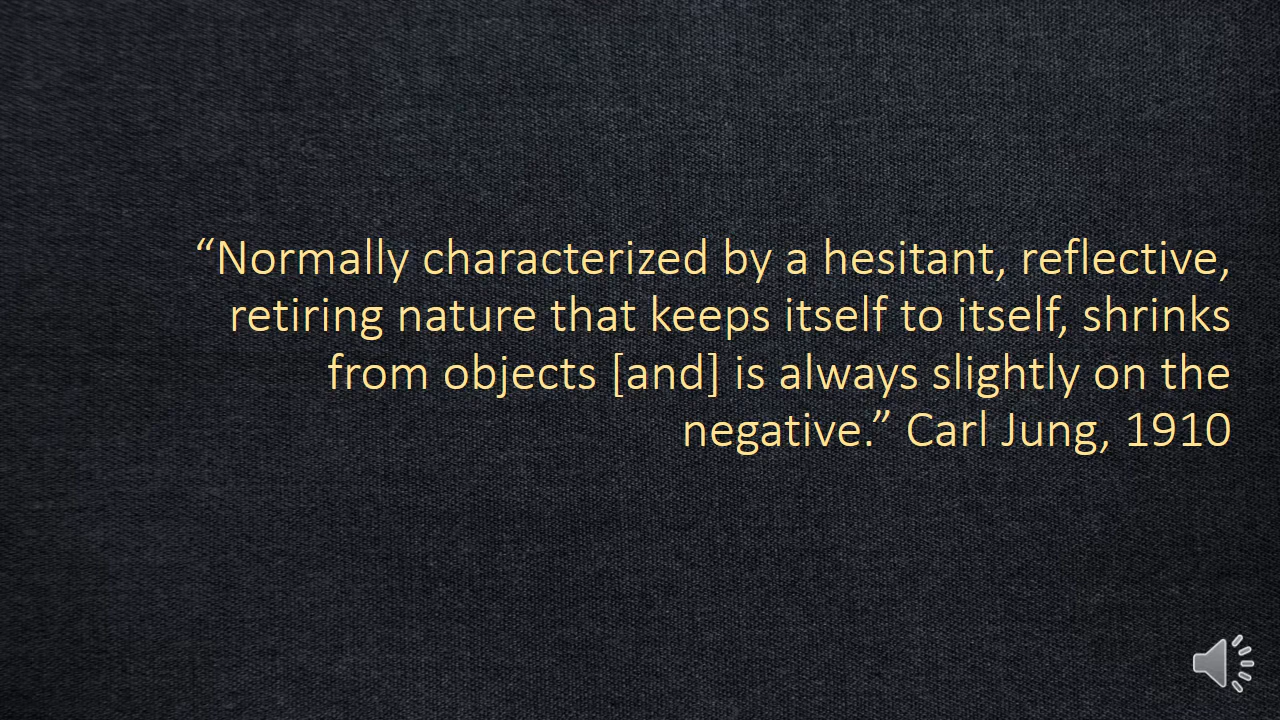 “Normally characterized by a hesitant, reflective,
retiring nature that keeps itself to itself, shrinks
from objects [and] is always slightly on the
negative.” Carl Jung, 1910